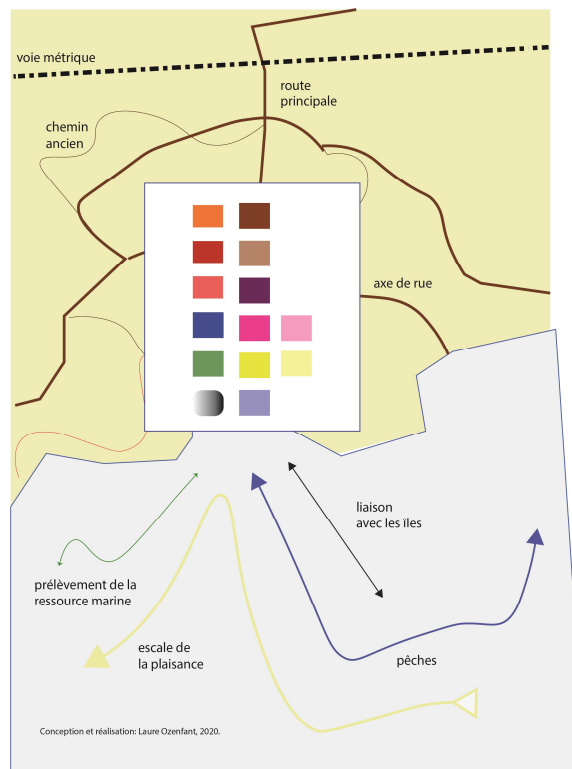 voie métrique
route
principale
chemin
ancien
axe de rue
liaison
avec les îles
prélèvement de la
ressource marine
escale de
la plaisance
pêches
Conception et réalisation: Laure Ozenfant, 2020.